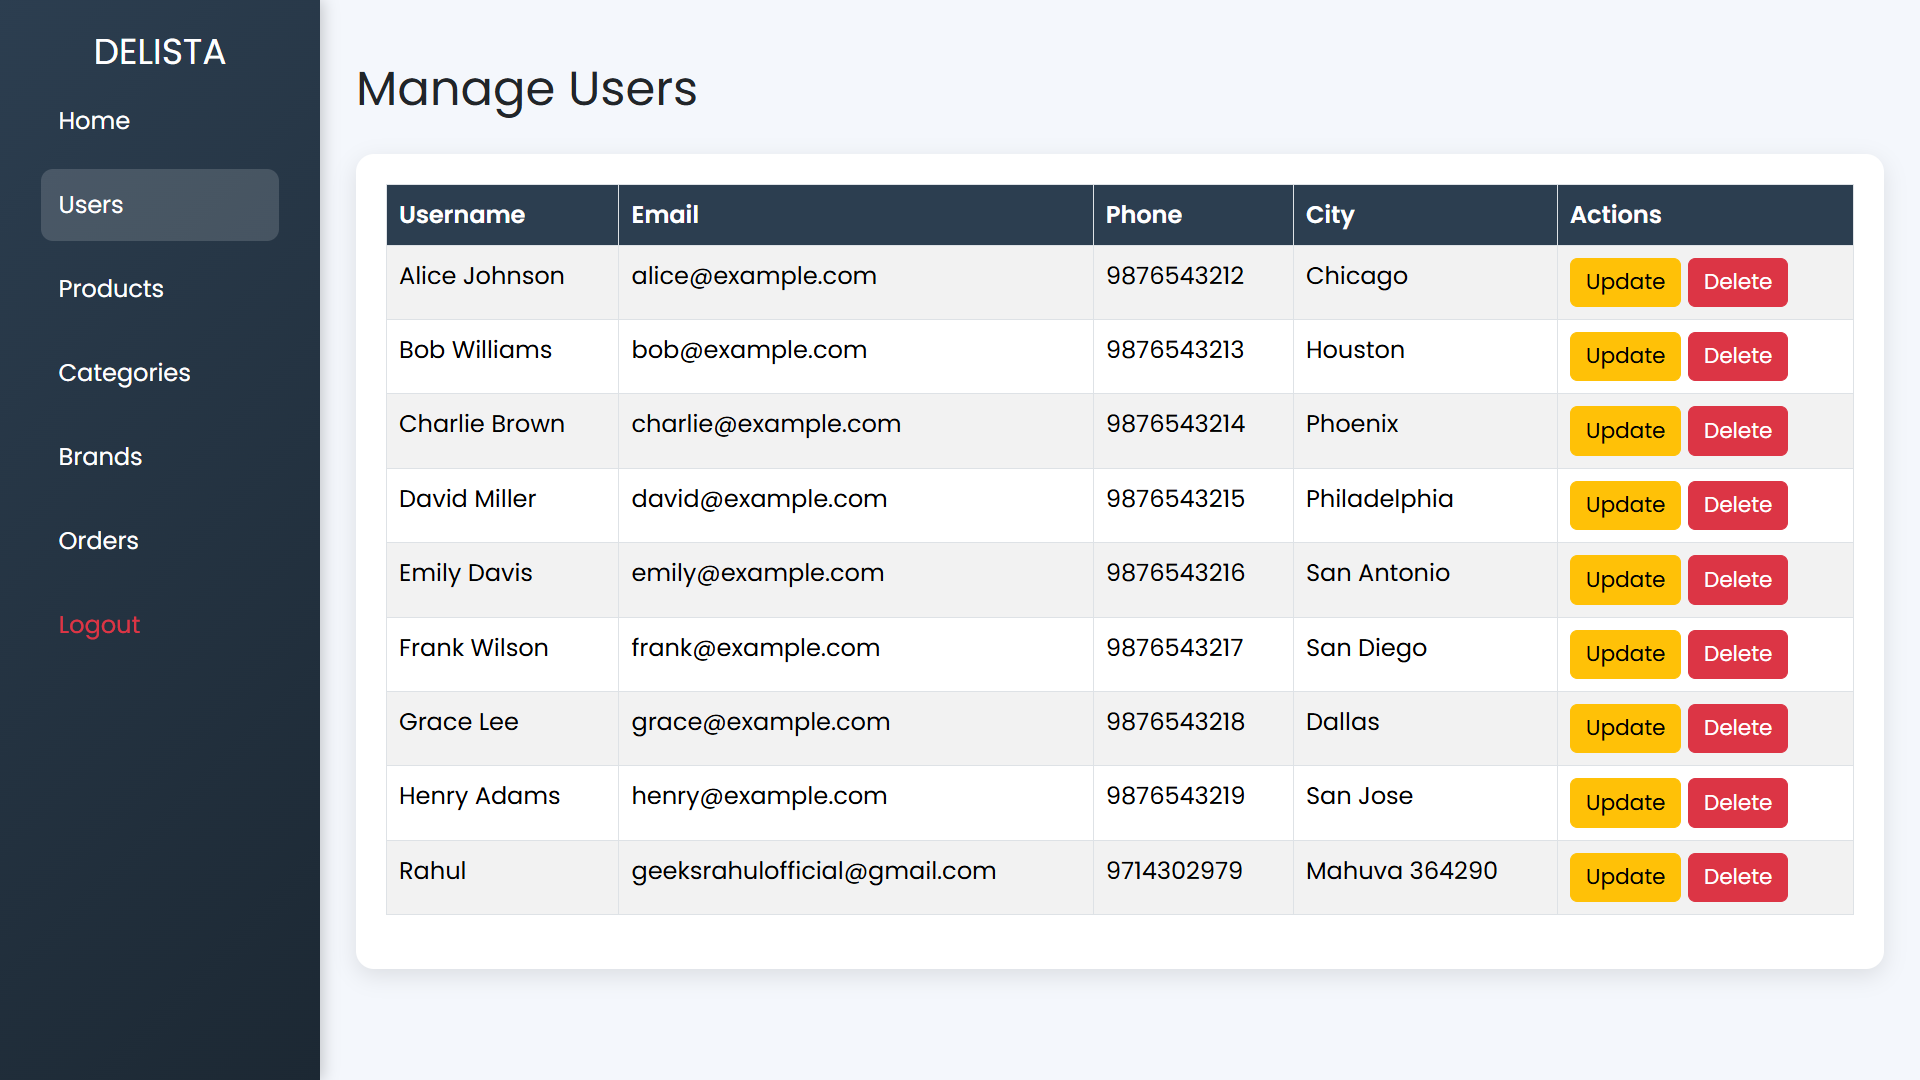 DELISTA
Home
Users
Products
Categories
Brands
Orders
Logout
Manage Users
Username Email Phone City Actions
Alice Johnson alice@example.com 9876543212 Chicago Update Delete
Bob Williams bob@example.com 9876543213 Houston Update Delete
Charlie Brown charlie@example.com 9876543214 Phoenix Update Delete
David Miller david@example.com 9876543215 Philadelphia Update Delete
Emily Davis emily@example.com 9876543216 San Antonio Update Delete
Frank Wilson frank@example.com 9876543217 San Diego Update Delete
Grace Lee grace@example.com 9876543218 Dallas Update Delete
Henry Adams henry@example.com 9876543219 San Jose Update Delete
Rahul geeksrahulofficial@gmail.com 9714302979 Mahuva 364290 Update Delete